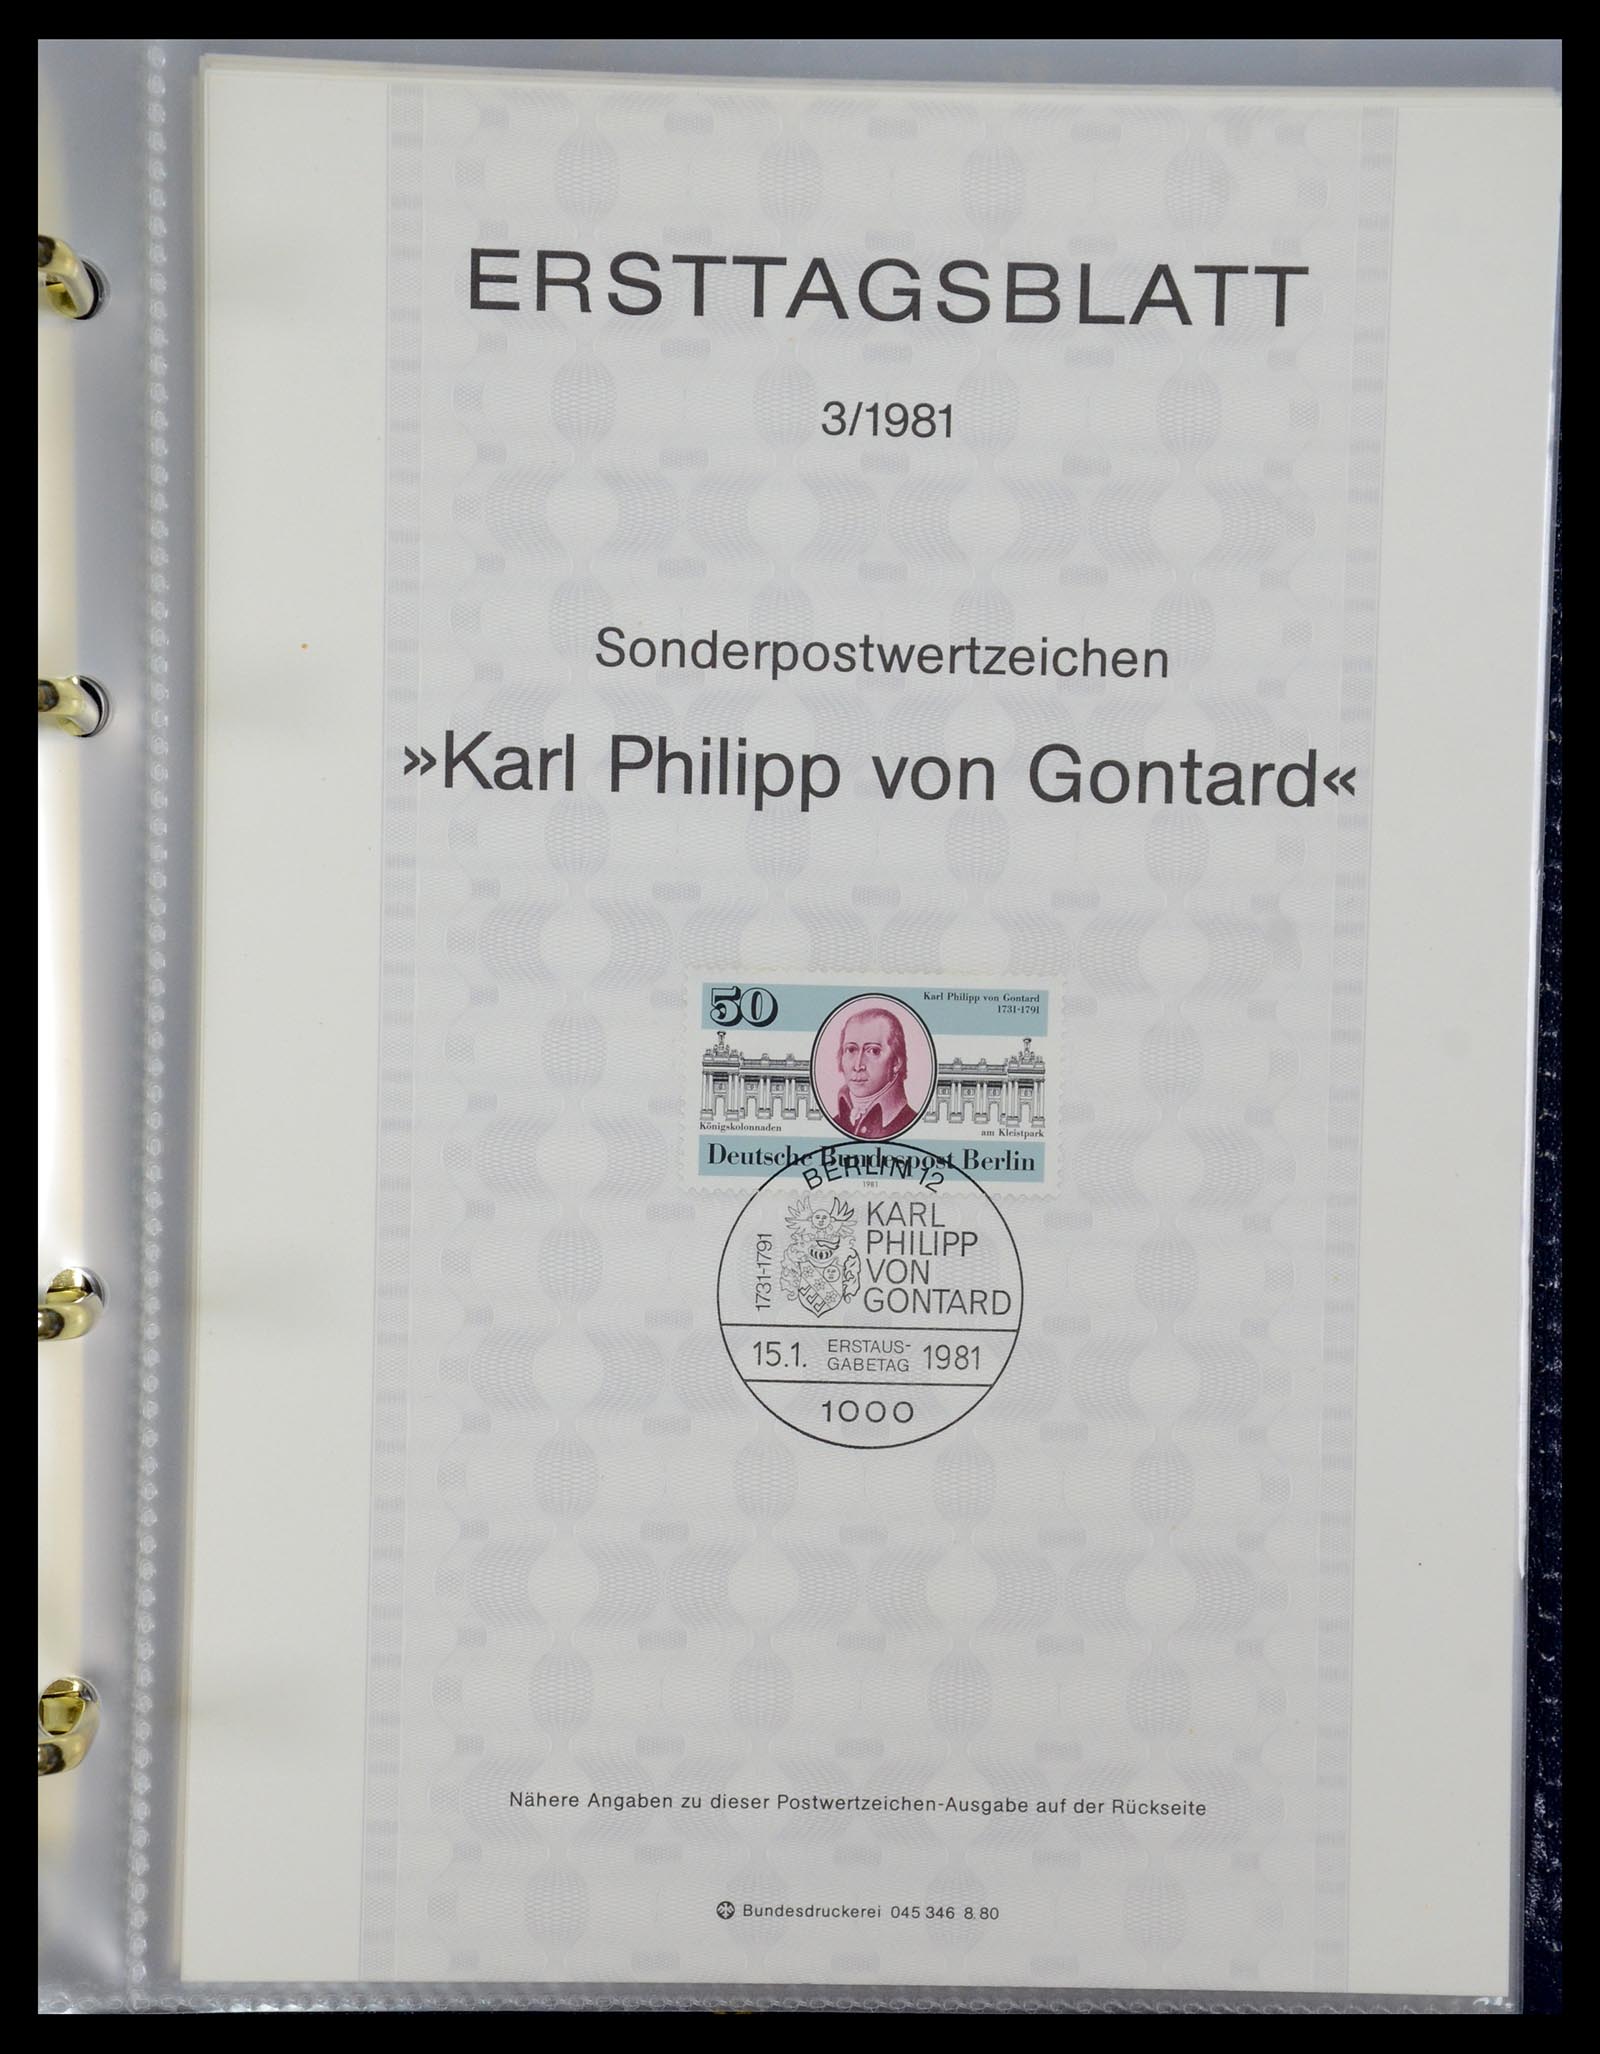 ERSTTAGSBLATT
3/1981
Sonderpostwertzeichen
»Karl Philipp von Gontard«
50
Karl Philipp von Gontard
1731-1791
Königskolonnaden
am Kleistpark
Deutsche Bundespost Berlin
1981
BERLIN 12
1731-1791
KARL
PHILIPP
VON
GONTARD
15.1. ERSTAUS-
GABETAG 1981
1000
Nähere Angaben zu dieser Postwertzeichen-Ausgabe auf der Rückseite
Bundesdruckerei 045 346 8.80